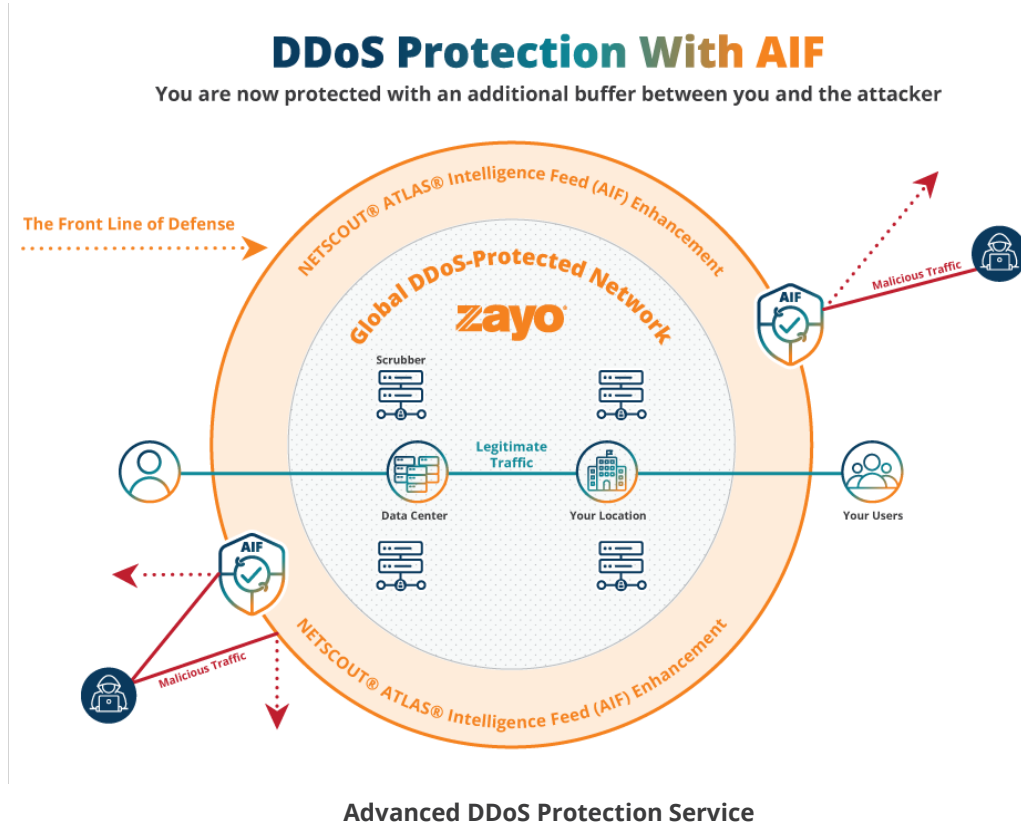 DDoS Protection With AIF
You are now protected with an additional buffer between you and the attacker
NETSCOUT® ATLAS® Intelligence Feed (AIF) Enhancement
The Front Line of Defense
Global DDoS-Protected Network
zayo
Malicious Traffic
AIF
Scrubber
Legitimate
Traffic
Data Center
Your Location
Your Users
AIF
Malicious Traffic
NETSCOUT® ATLAS® Intelligence Feed (AIF) Enhancement
Advanced DDoS Protection Service